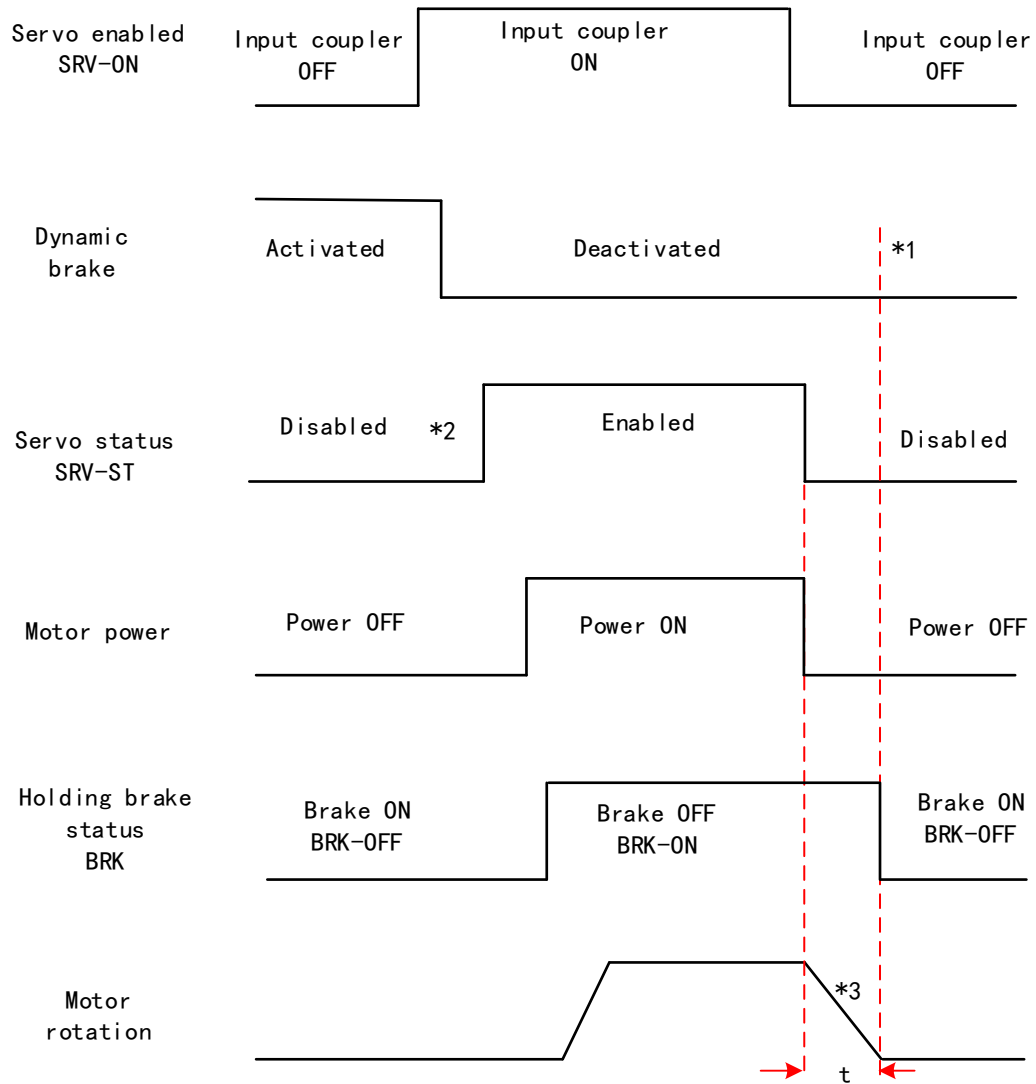 Servo enabled
SRV-ON
Input coupler
OFF
Input coupler
ON
Input coupler
OFF
Dynamic
brake
Activated
Deactivated
*1
Servo status
SRV-ST
Disabled
*2
Enabled
Disabled
Motor power
Power OFF
Power ON
Power OFF
Holding brake
status
BRK
Brake ON
BRK-OFF
Brake OFF
BRK-ON
Brake ON
BRK-OFF
Motor
rotation
*3
t